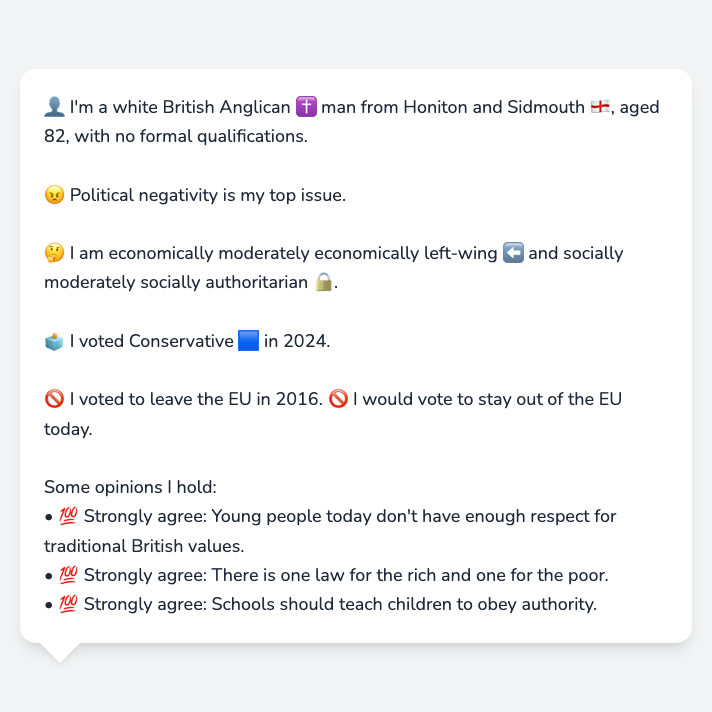 👤 I'm a white British Anglican ✝️ man from Honiton and Sidmouth 🏴󠁧󠁢󠁥󠁮󠁧󠁿, aged
82, with no formal qualifications.
😠 Political negativity is my top issue.
🤔 I am economically moderately economically left-wing ⬅️ and socially
moderately socially authoritarian 🔒.
🗳️ I voted Conservative 🟦 in 2024.
🚫 I voted to leave the EU in 2016. 🚫 I would vote to stay out of the EU
today.
Some opinions I hold:
• 💯 Strongly agree: Young people today don't have enough respect for
traditional British values.
• 💯 Strongly agree: There is one law for the rich and one for the poor.
• 💯 Strongly agree: Schools should teach children to obey authority.